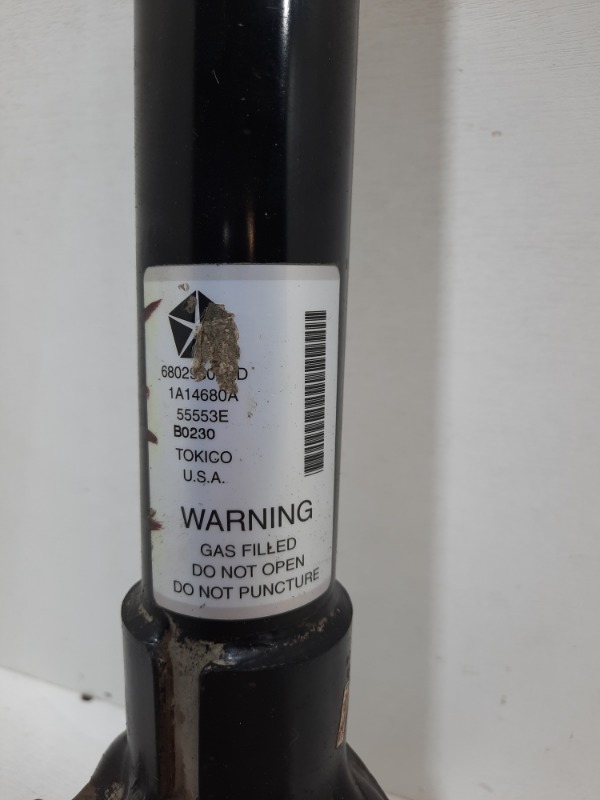 1A14680A
55553E
B0230
TOKICO
U.S.A.
WARNING
GAS FILLED
DO NOT OPEN
DO NOT PUNCTURE